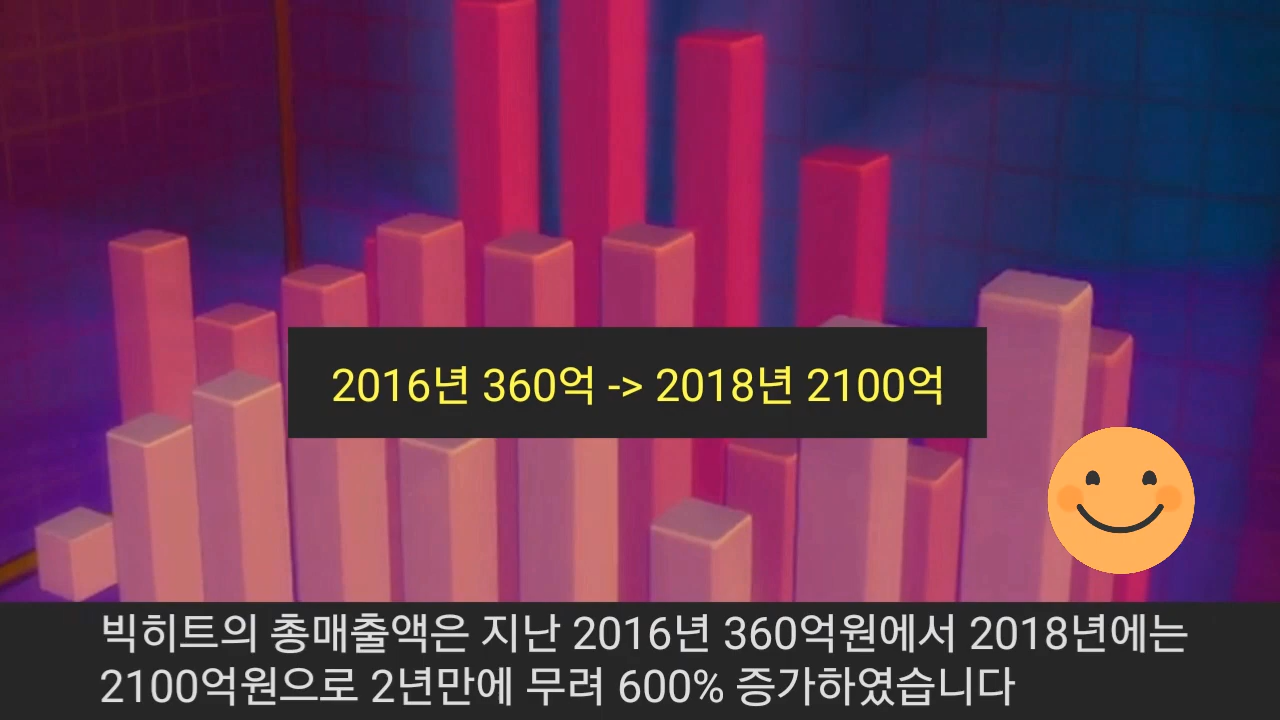 2016년 360억 -> 2018년 2100억
빅히트의 총매출액은 지난 2016년 360억원에서 2018년에는
2100억원으로 2년만에 무려 600% 증가하였습니다